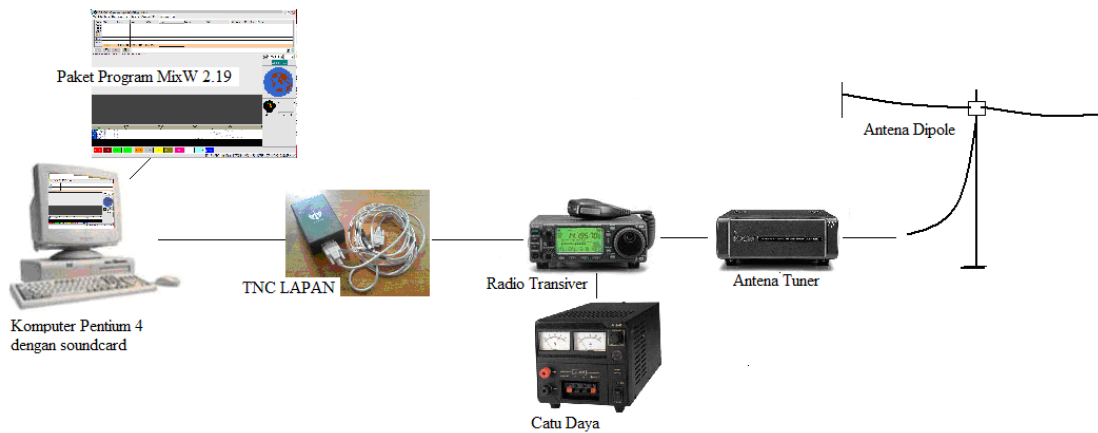 Paket Program MixW 2.19
Antena Dipole
TNC LAPAN
Radio Transiver
Antena Tuner
Komputer Pentium 4
dengan soundcard
Catu Daya